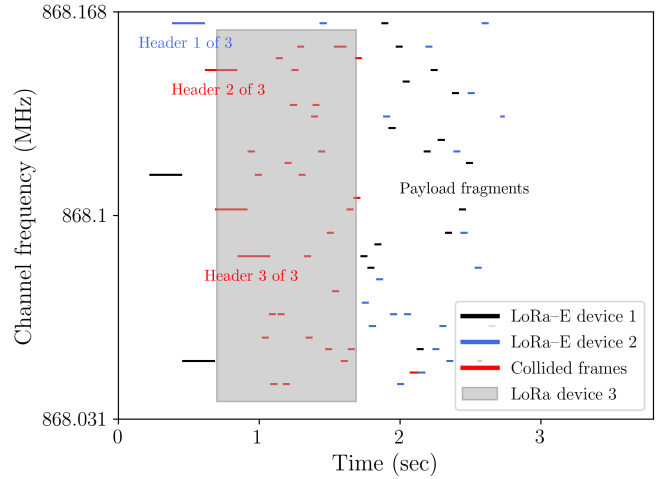 868.168
Header 1 of 3
Header 2 of 3
Payload fragments
868.1
Header 3 of 3
Channel frequency (MHz)
LoRa–E device 1
LoRa–E device 2
Collided frames
LoRa device 3
868.031
0
1
2
3
Time (sec)